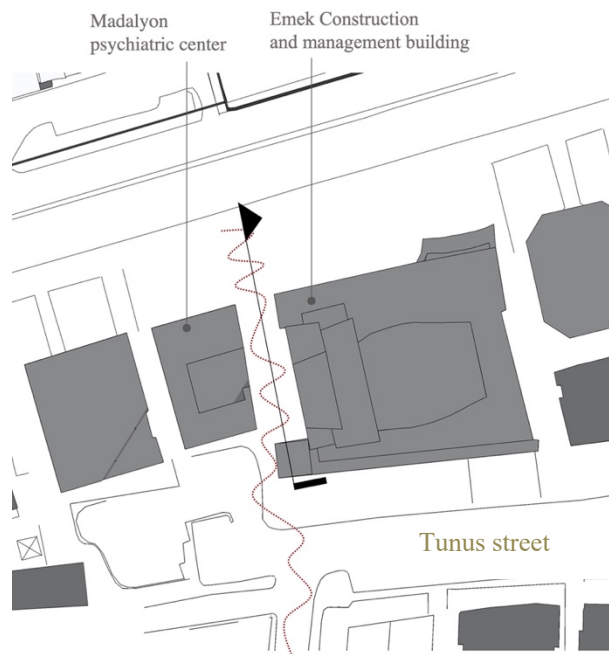 Madalyon
psychiatric center
Emek Construction
and management building
Tunus street